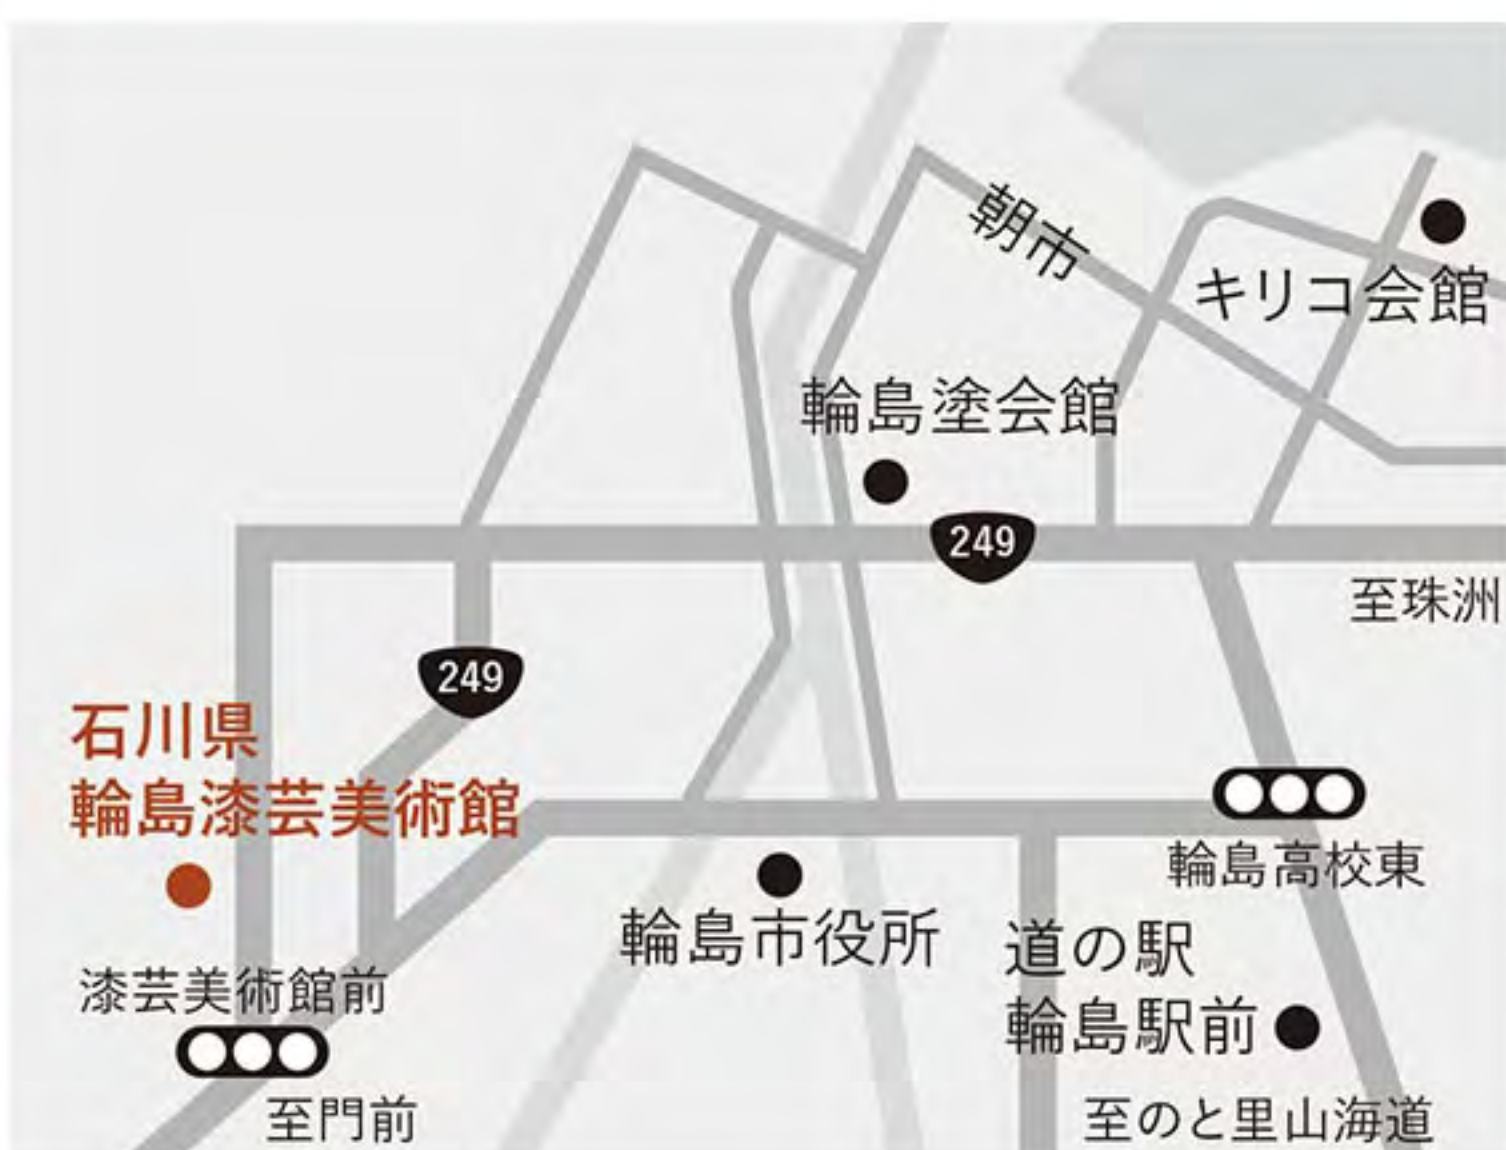 朝市
キリコ会館
輪島塗会館
249
至珠洲
249
石川県
輪島漆芸美術館
輪島高校東
輪島市役所
道の駅
輪島駅前
漆芸美術館前
至門前
至のと里山海道